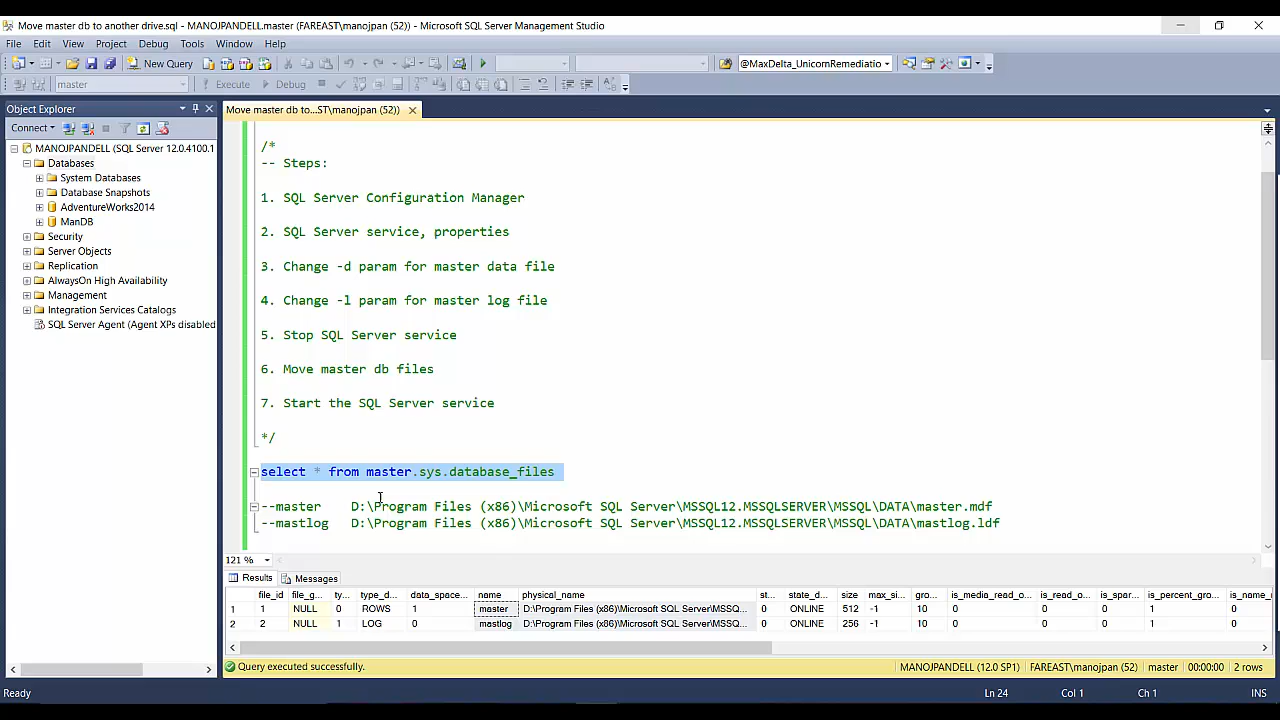 Move master db to another drive.sql - MANOJPANDELL.master (FAREAST\manojpan (52)) - Microsoft SQL Server Management Studio
File Edit View Project Debug Tools Window Help
New Query @MaxDelta_UnicornRemediatio
master Execute Debug
Object Explorer
Move master db to...ST\manojpan (52))
Connect
MANOJPANDELL (SQL Server 12.0.4100.1
Databases
System Databases
Database Snapshots
AdventureWorks2014
ManDB
Security
Server Objects
Replication
AlwaysOn High Availability
Management
Integration Services Catalogs
SQL Server Agent (Agent XPs disabled
/*
-- Steps:
1. SQL Server Configuration Manager
2. SQL Server service, properties
3. Change -d param for master data file
4. Change -l param for master log file
5. Stop SQL Server service
6. Move master db files
7. Start the SQL Server service
*/
select * from master.sys.database_files
--master D:\Program Files (x86)\Microsoft SQL Server\MSSQL12.MSSQLSERVER\MSSQL\DATA\master.mdf
--mastlog D:\Program Files (x86)\Microsoft SQL Server\MSSQL12.MSSQLSERVER\MSSQL\DATA\mastlog.ldf
121 %
Results Messages
file_id file_g... ty... type_d... data_space... name physical_name st... state_d... size max_si... gro... is_media_read_o... is_read_o... is_spar... is_percent_gro... is_name_r
1 1 NULL 0 ROWS 1 master D:\Program Files (x86)\Microsoft SQL Server\MSSQ... 0 ONLINE 512 -1 10 0 0 0 1 0
2 2 NULL 1 LOG 0 mastlog D:\Program Files (x86)\Microsoft SQL Server\MSSQ... 0 ONLINE 256 -1 10 0 0 0 1 0
Query executed successfully. MANOJPANDELL (12.0 SP1) FAREAST\manojpan (52) master 00:00:00 2 rows
Ready Ln 24 Col 1 Ch 1 INS